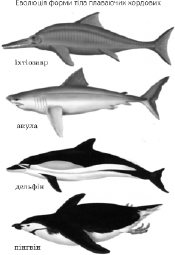 Еволюція форми тіла плаваючих хордових
іхтіозавр
акула
дельфін
пінгвін